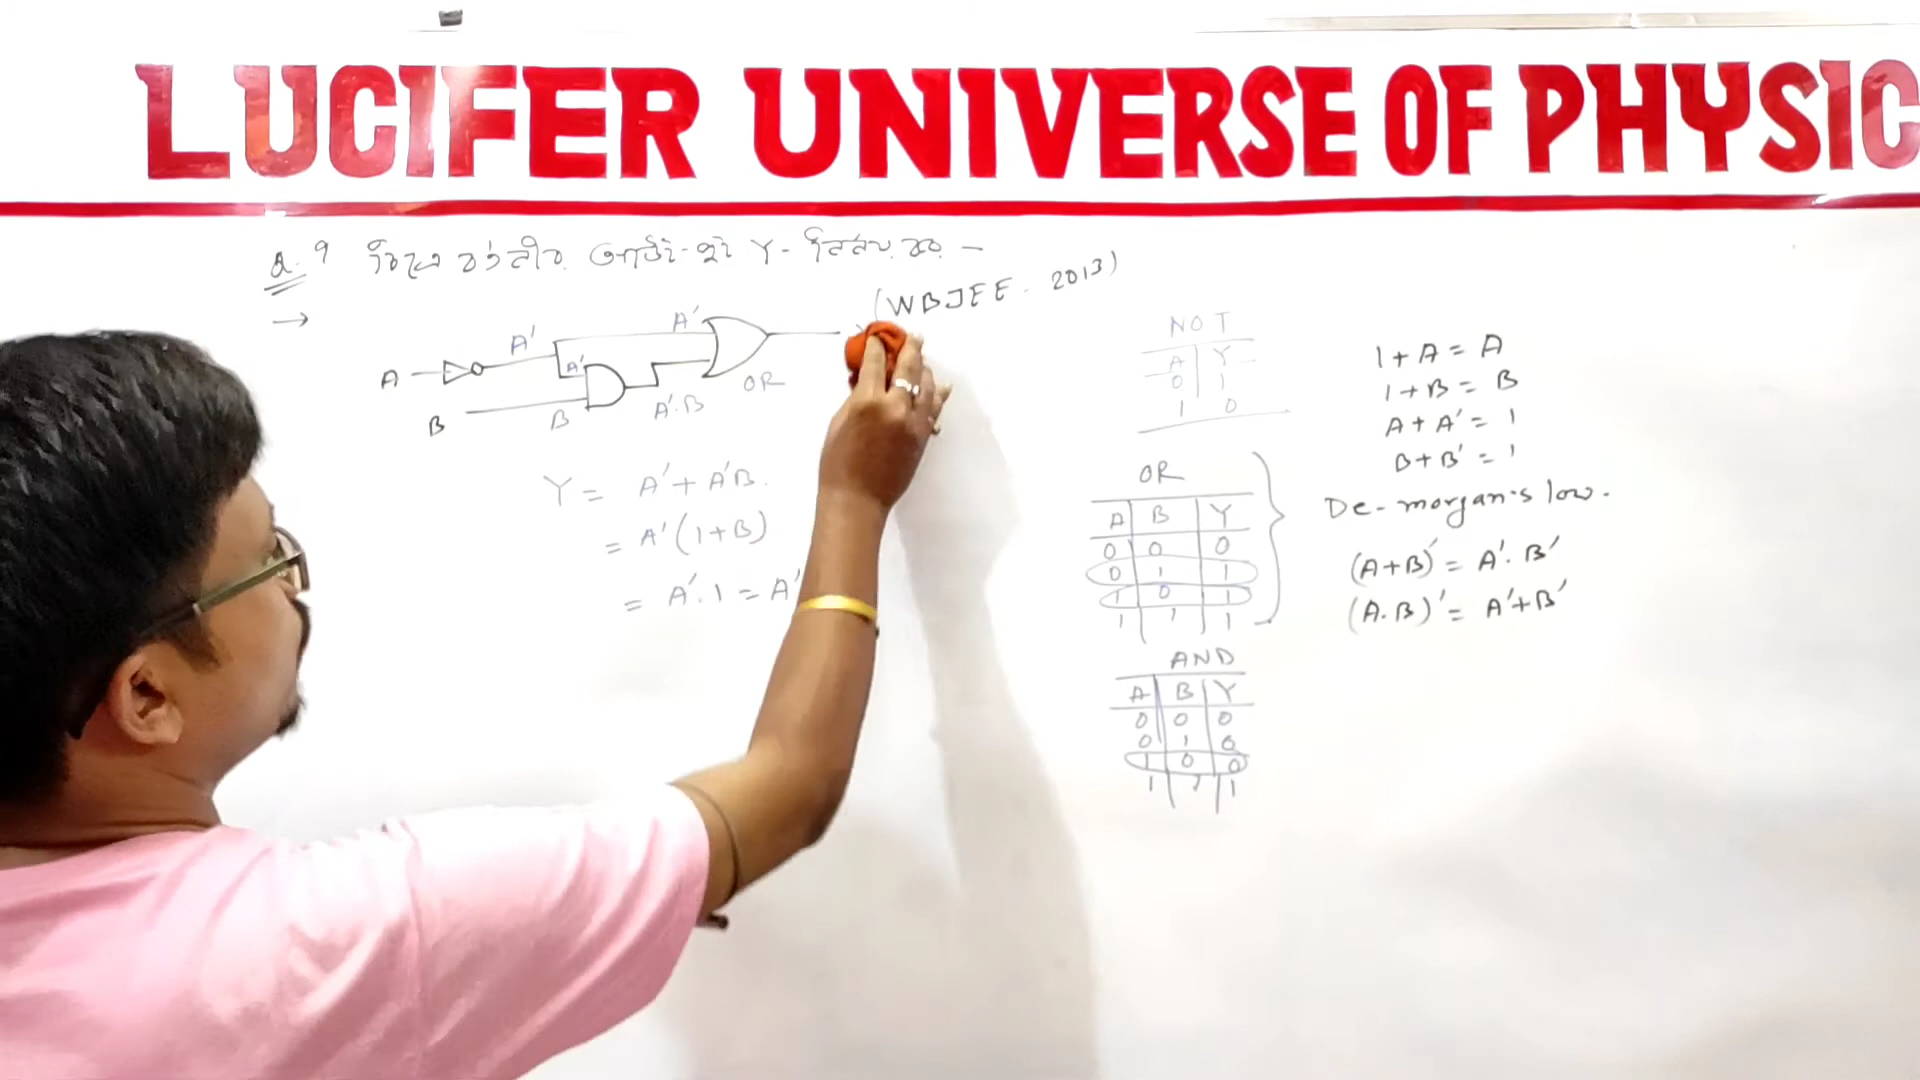 LUCIFER UNIVERSE OF PHYSIC
Q. 9 Y-
(WBJEE - 2013)
→
A A' A' A'
B B A'.B OR
Y = A' + A'B.
= A' (1+B)
= A'. 1 = A'
NOT
A Y
0 1
1 0
OR
A B Y
0 0 0
0 1 1
1 0 1
1 1 1
AND
A B Y
0 0 0
0 1 0
1 0 0
1 1 1
1 + A = A
1 + B = B
A + A' = 1
B + B' = 1
De-morgan's low.
(A+B)' = A'. B'
(A.B)' = A'+B'